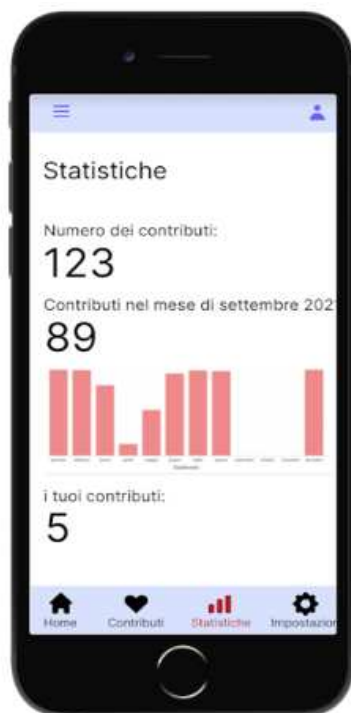 Statistiche
Numero dei contributi:
123
Contributi nel mese di settembre 202
89
i tuoi contributi:
5
Home Contributi Statistiche Impostazion